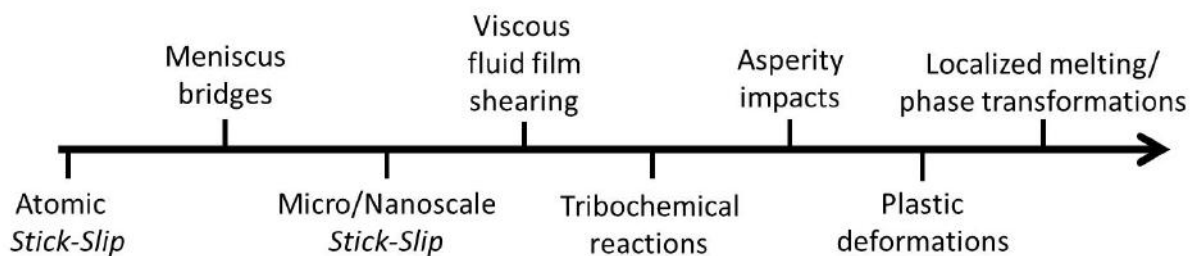 Meniscus
bridges
Viscous
fluid film
shearing
Asperity
impacts
Localized melting/
phase transformations
Atomic
Stick-Slip
Micro/Nanoscale
Stick-Slip
Tribochemical
reactions
Plastic
deformations